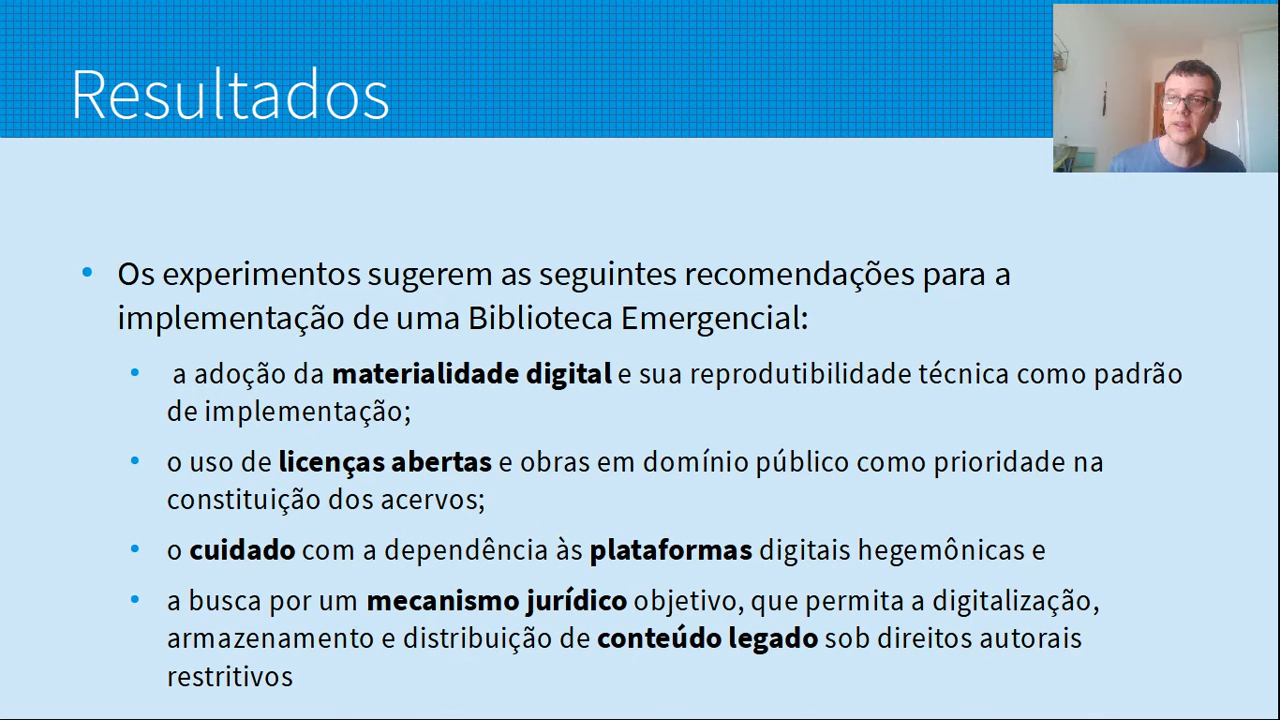 Resultados
Os experimentos sugerem as seguintes recomendações para a
implementação de uma Biblioteca Emergencial:
a adoção da materialidade digital e sua reprodutibilidade técnica como padrão
de implementação;
o uso de licenças abertas e obras em domínio público como prioridade na
constituição dos acervos;
o cuidado com a dependência às plataformas digitais hegemônicas e
a busca por um mecanismo jurídico objetivo, que permita a digitalização,
armazenamento e distribuição de conteúdo legado sob direitos autorais
restritivos